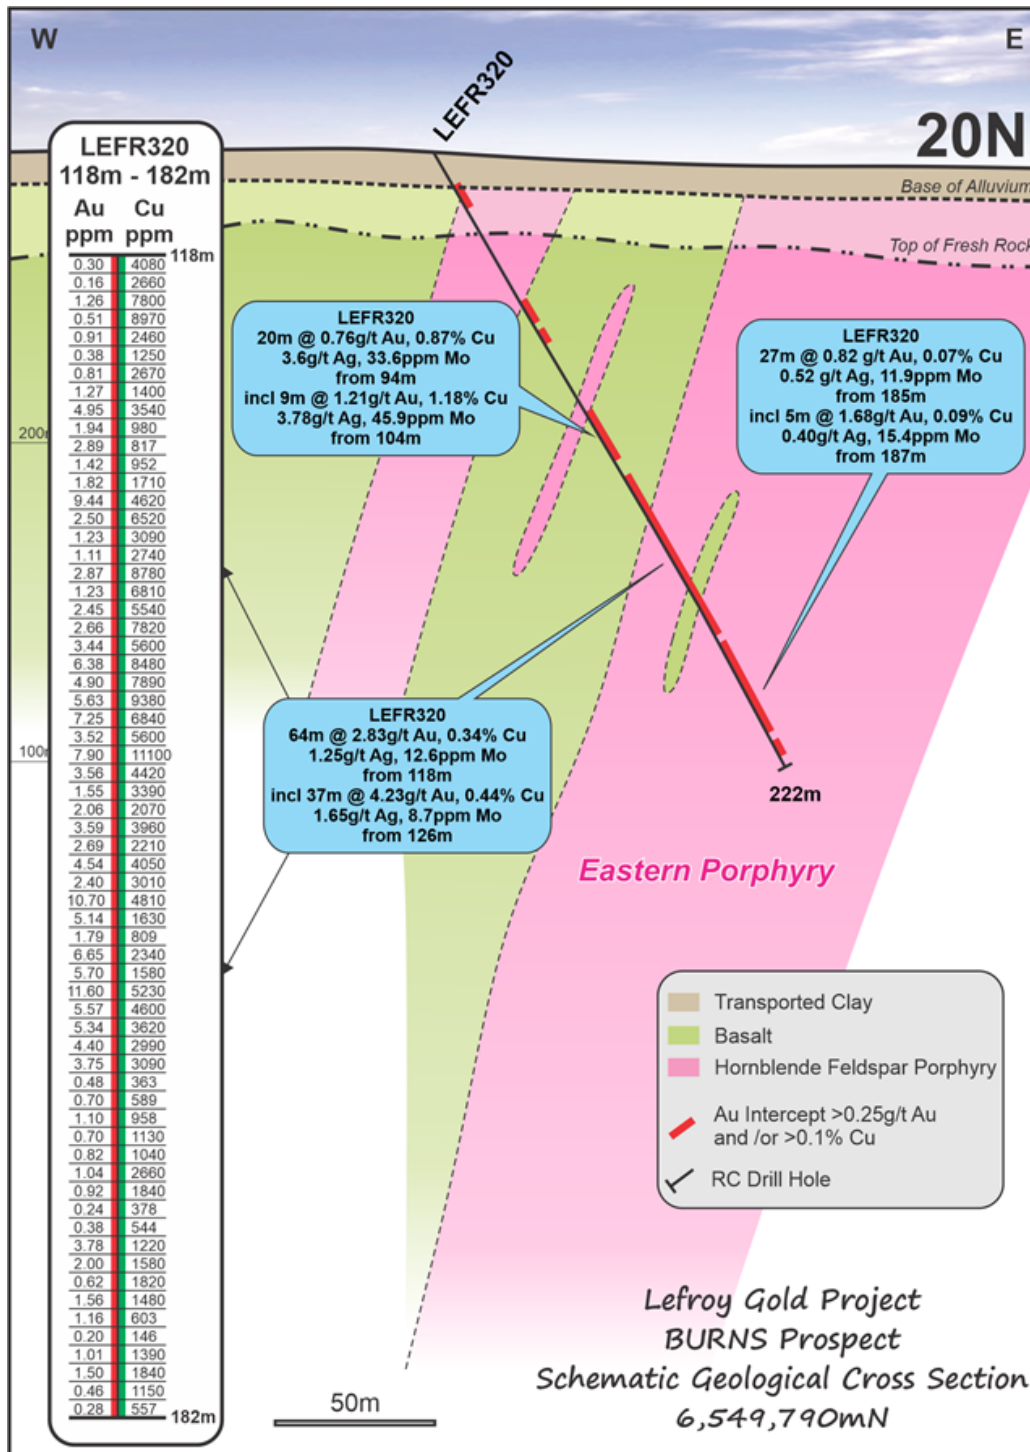 W
E
LEFR320
20N
LEFR320
118m - 182m
Au Cu
ppm ppm
118m
0.30 4080
0.16 2660
1.26 7800
0.51 8970
0.91 2460
0.38 1250
0.81 2670
1.27 1400
4.95 3540
1.94 980
2.89 817
1.42 952
1.82 1710
9.44 4620
2.50 6520
1.23 3090
1.11 2740
2.87 8780
1.23 6810
2.45 5540
2.66 7820
3.44 5600
6.38 8480
4.90 7890
5.63 9380
7.25 6840
3.52 5600
7.90 11100
3.56 4420
1.55 3390
2.06 2070
3.59 3960
2.69 2210
4.54 4050
2.40 3010
10.70 4810
5.14 1630
1.79 809
6.65 2340
5.70 1580
11.60 5230
5.57 4600
5.34 3620
4.40 2990
3.75 3090
0.48 363
0.70 589
1.10 958
0.70 1130
0.82 1040
1.04 2660
0.92 1840
0.24 378
0.38 544
3.78 1220
2.00 1580
0.62 1820
1.56 1480
1.16 603
0.20 146
1.01 1390
1.50 1840
0.46 1150
0.28 557
182m
Base of Alluvium
Top of Fresh Rock
200m
100m
LEFR320
20m @ 0.76g/t Au, 0.87% Cu
3.6g/t Ag, 33.6ppm Mo
from 94m
incl 9m @ 1.21g/t Au, 1.18% Cu
3.78g/t Ag, 45.9ppm Mo
from 104m
LEFR320
27m @ 0.82 g/t Au, 0.07% Cu
0.52 g/t Ag, 11.9ppm Mo
from 185m
incl 5m @ 1.68g/t Au, 0.09% Cu
0.40g/t Ag, 15.4ppm Mo
from 187m
LEFR320
64m @ 2.83g/t Au, 0.34% Cu
1.25g/t Ag, 12.6ppm Mo
from 118m
incl 37m @ 4.23g/t Au, 0.44% Cu
1.65g/t Ag, 8.7ppm Mo
from 126m
222m
Eastern Porphyry
Transported Clay
Basalt
Hornblende Feldspar Porphyry
Au Intercept >0.25g/t Au
and /or >0.1% Cu
RC Drill Hole
Lefroy Gold Project
BURNS Prospect
Schematic Geological Cross Section
6,549,790mN
50m